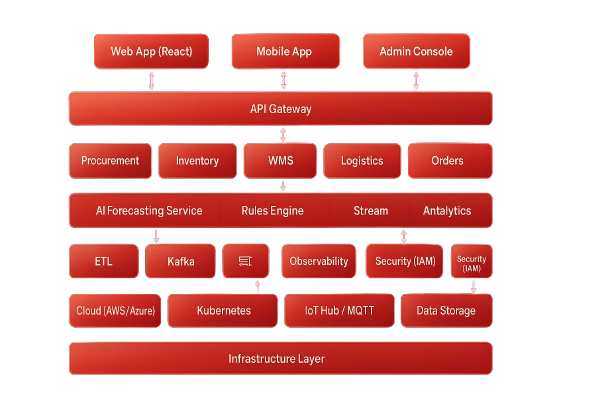 Web App (React)
Mobile App
Admin Console
API Gateway
Procurement
Inventory
WMS
Logistics
Orders
AI Forecasting Service
Rules Engine
Stream
Antalytics
ETL
Kafka
Observability
Security (IAM)
Security
(IAM)
Cloud (AWS/Azure)
Kubernetes
IoT Hub / MQTT
Data Storage
Infrastructure Layer